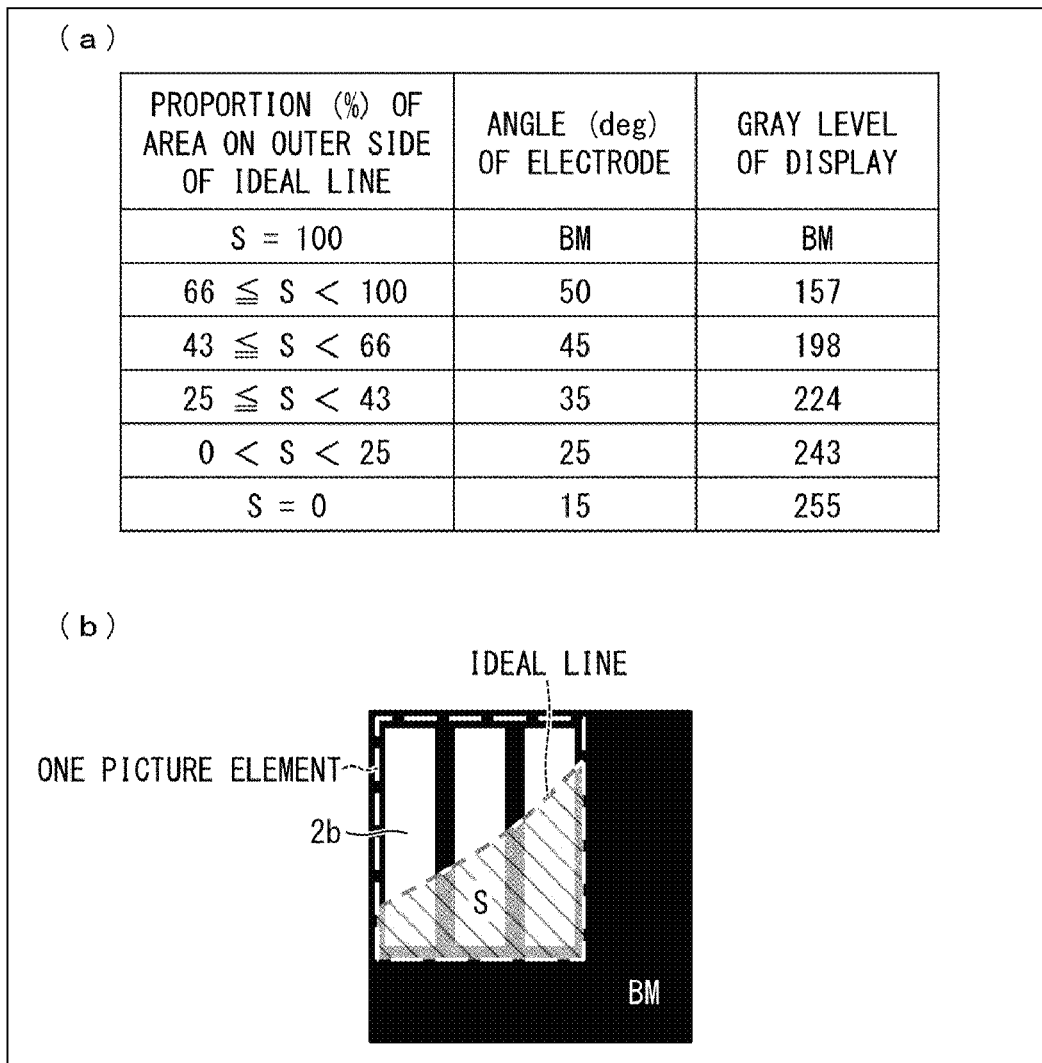 (a)
PROPORTION (%) OF AREA ON OUTER SIDE OF IDEAL LINE ANGLE (deg) OF ELECTRODE GRAY LEVEL OF DISPLAY
S = 100 BM BM
66 ≦ S < 100 50 157
43 ≦ S < 66 45 198
25 ≦ S < 43 35 224
0 < S < 25 25 243
S = 0 15 255
(b)
IDEAL LINE
ONE PICTURE ELEMENT
2b
S
BM